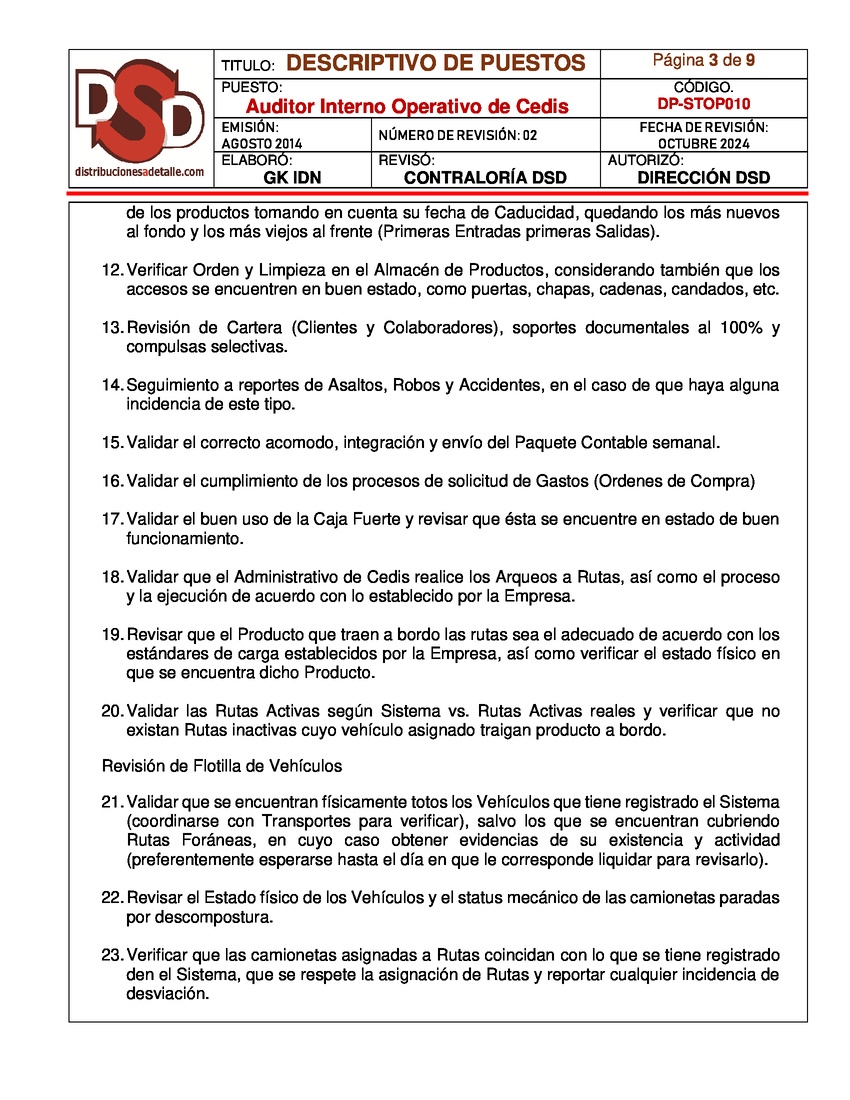 DSD
distribucionesadetalle.com
TITULO: DESCRIPTIVO DE PUESTOS
Página 3 de 9
PUESTO:
Auditor Interno Operativo de Cedis
CÓDIGO.
DP-STOP010
EMISIÓN:
AGOSTO 2014
NÚMERO DE REVISIÓN: 02
FECHA DE REVISIÓN:
OCTUBRE 2024
ELABORÓ:
GK IDN
REVISÓ:
CONTRALORÍA DSD
AUTORIZÓ:
DIRECCIÓN DSD
de los productos tomando en cuenta su fecha de Caducidad, quedando los más nuevos
al fondo y los más viejos al frente (Primeras Entradas primeras Salidas).
12. Verificar Orden y Limpieza en el Almacén de Productos, considerando también que los
accesos se encuentren en buen estado, como puertas, chapas, cadenas, candados, etc.
13. Revisión de Cartera (Clientes y Colaboradores), soportes documentales al 100% y
compulsas selectivas.
14. Seguimiento a reportes de Asaltos, Robos y Accidentes, en el caso de que haya alguna
incidencia de este tipo.
15. Validar el correcto acomodo, integración y envío del Paquete Contable semanal.
16. Validar el cumplimiento de los procesos de solicitud de Gastos (Ordenes de Compra)
17. Validar el buen uso de la Caja Fuerte y revisar que ésta se encuentre en estado de buen
funcionamiento.
18. Validar que el Administrativo de Cedis realice los Arqueos a Rutas, así como el proceso
y la ejecución de acuerdo con lo establecido por la Empresa.
19. Revisar que el Producto que traen a bordo las rutas sea el adecuado de acuerdo con los
estándares de carga establecidos por la Empresa, así como verificar el estado físico en
que se encuentra dicho Producto.
20. Validar las Rutas Activas según Sistema vs. Rutas Activas reales y verificar que no
existan Rutas inactivas cuyo vehículo asignado traigan producto a bordo.
Revisión de Flotilla de Vehículos
21. Validar que se encuentran físicamente totos los Vehículos que tiene registrado el Sistema
(coordinarse con Transportes para verificar), salvo los que se encuentran cubriendo
Rutas Foráneas, en cuyo caso obtener evidencias de su existencia y actividad
(preferentemente esperarse hasta el día en que le corresponde liquidar para revisarlo).
22. Revisar el Estado físico de los Vehículos y el status mecánico de las camionetas paradas
por descompostura.
23. Verificar que las camionetas asignadas a Rutas coincidan con lo que se tiene registrado
den el Sistema, que se respete la asignación de Rutas y reportar cualquier incidencia de
desviación.